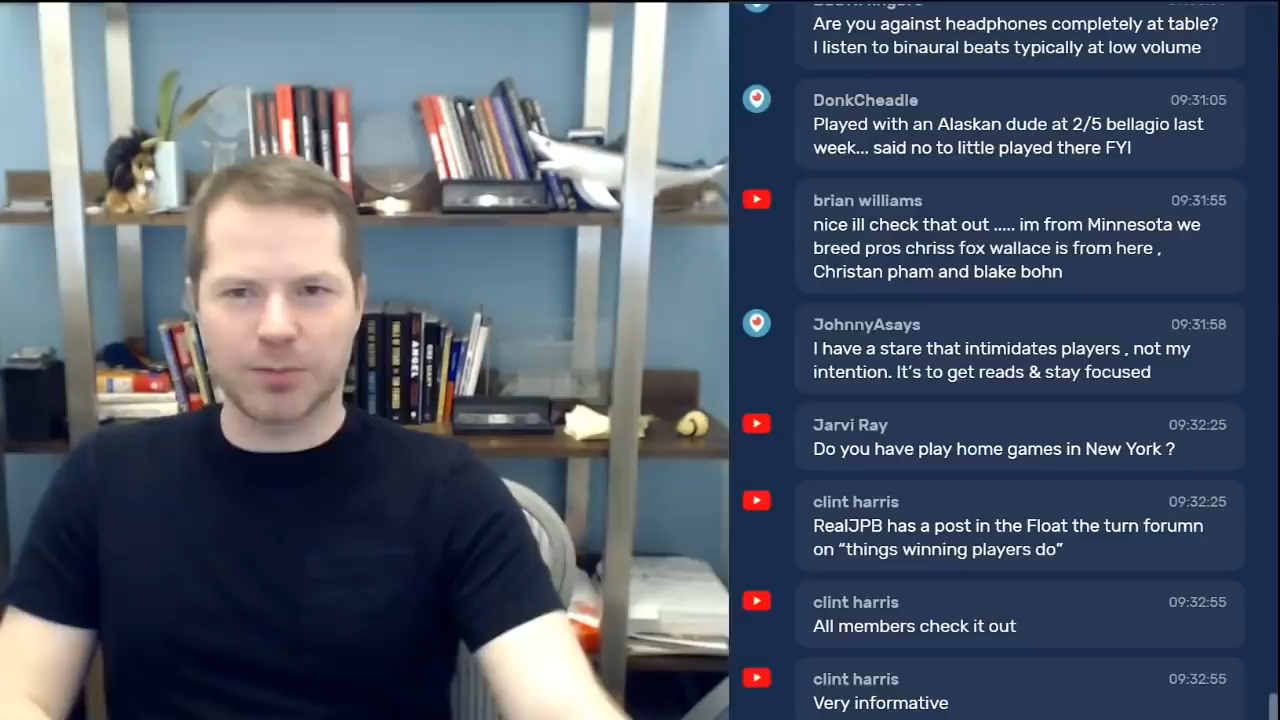 Are you against headphones completely at table?
I listen to binaural beats typically at low volume
DonkCheadle 09:31:05
Played with an Alaskan dude at 2/5 bellagio last
week... said no to little played there FYI
brian williams 09:31:55
nice ill check that out ..... im from Minnesota we
breed pros chriss fox wallace is from here ,
Christan pham and blake bohn
JohnnyAsays 09:31:58
I have a stare that intimidates players , not my
intention. It's to get reads & stay focused
Jarvi Ray 09:32:25
Do you have play home games in New York ?
clint harris 09:32:25
RealJPB has a post in the Float the turn forumn
on “things winning players do”
clint harris 09:32:55
All members check it out
clint harris 09:32:55
Very informative
ANGEL